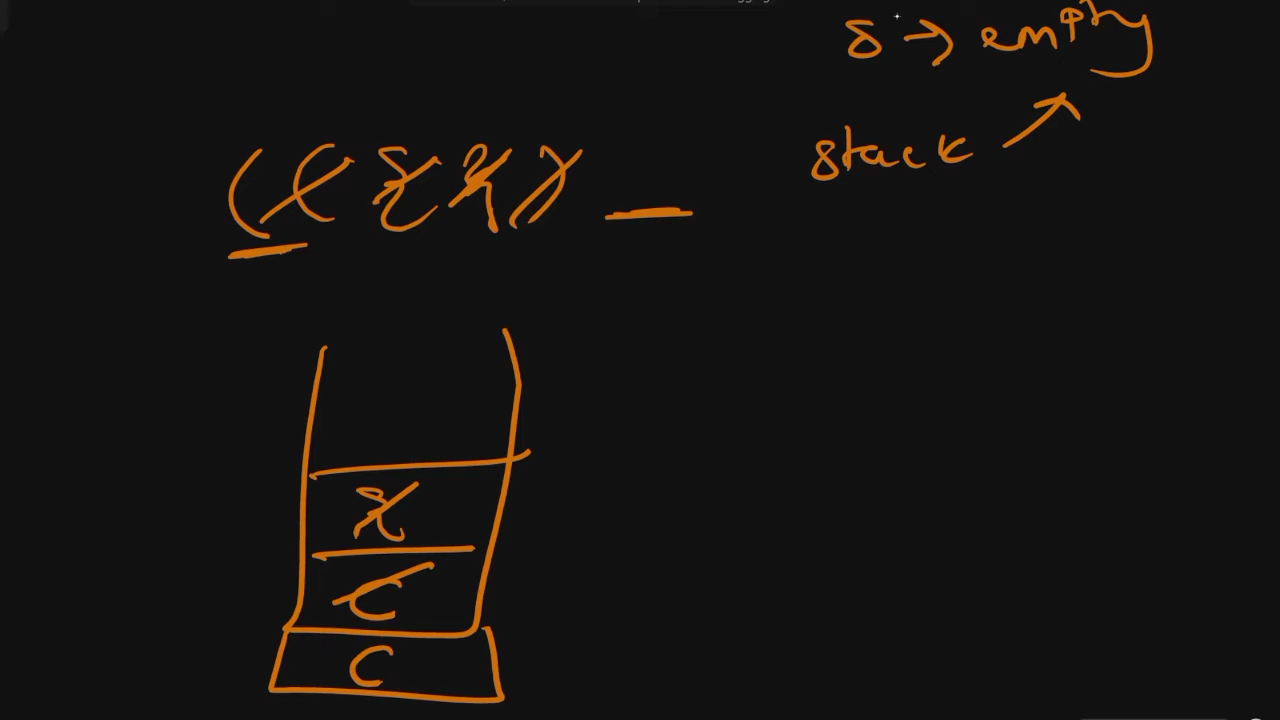 s → empty
stack
( ( { } )
{
(
(